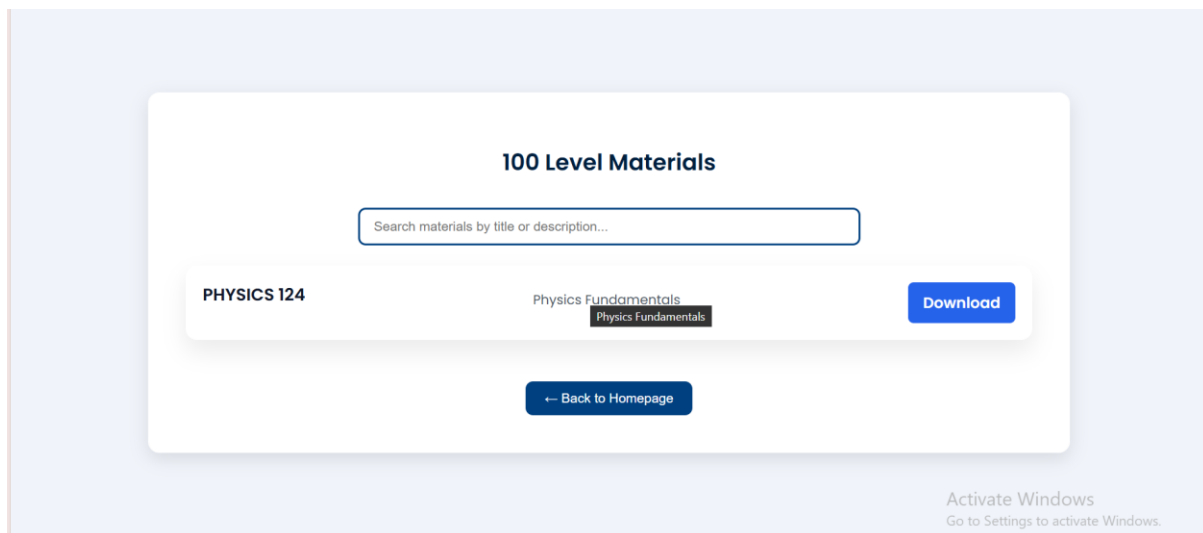 100 Level Materials
Search materials by title or description...
PHYSICS 124
Physics Fundamentals
Download
Physics Fundamentals
← Back to Homepage
Activate Windows
Go to Settings to activate Windows.